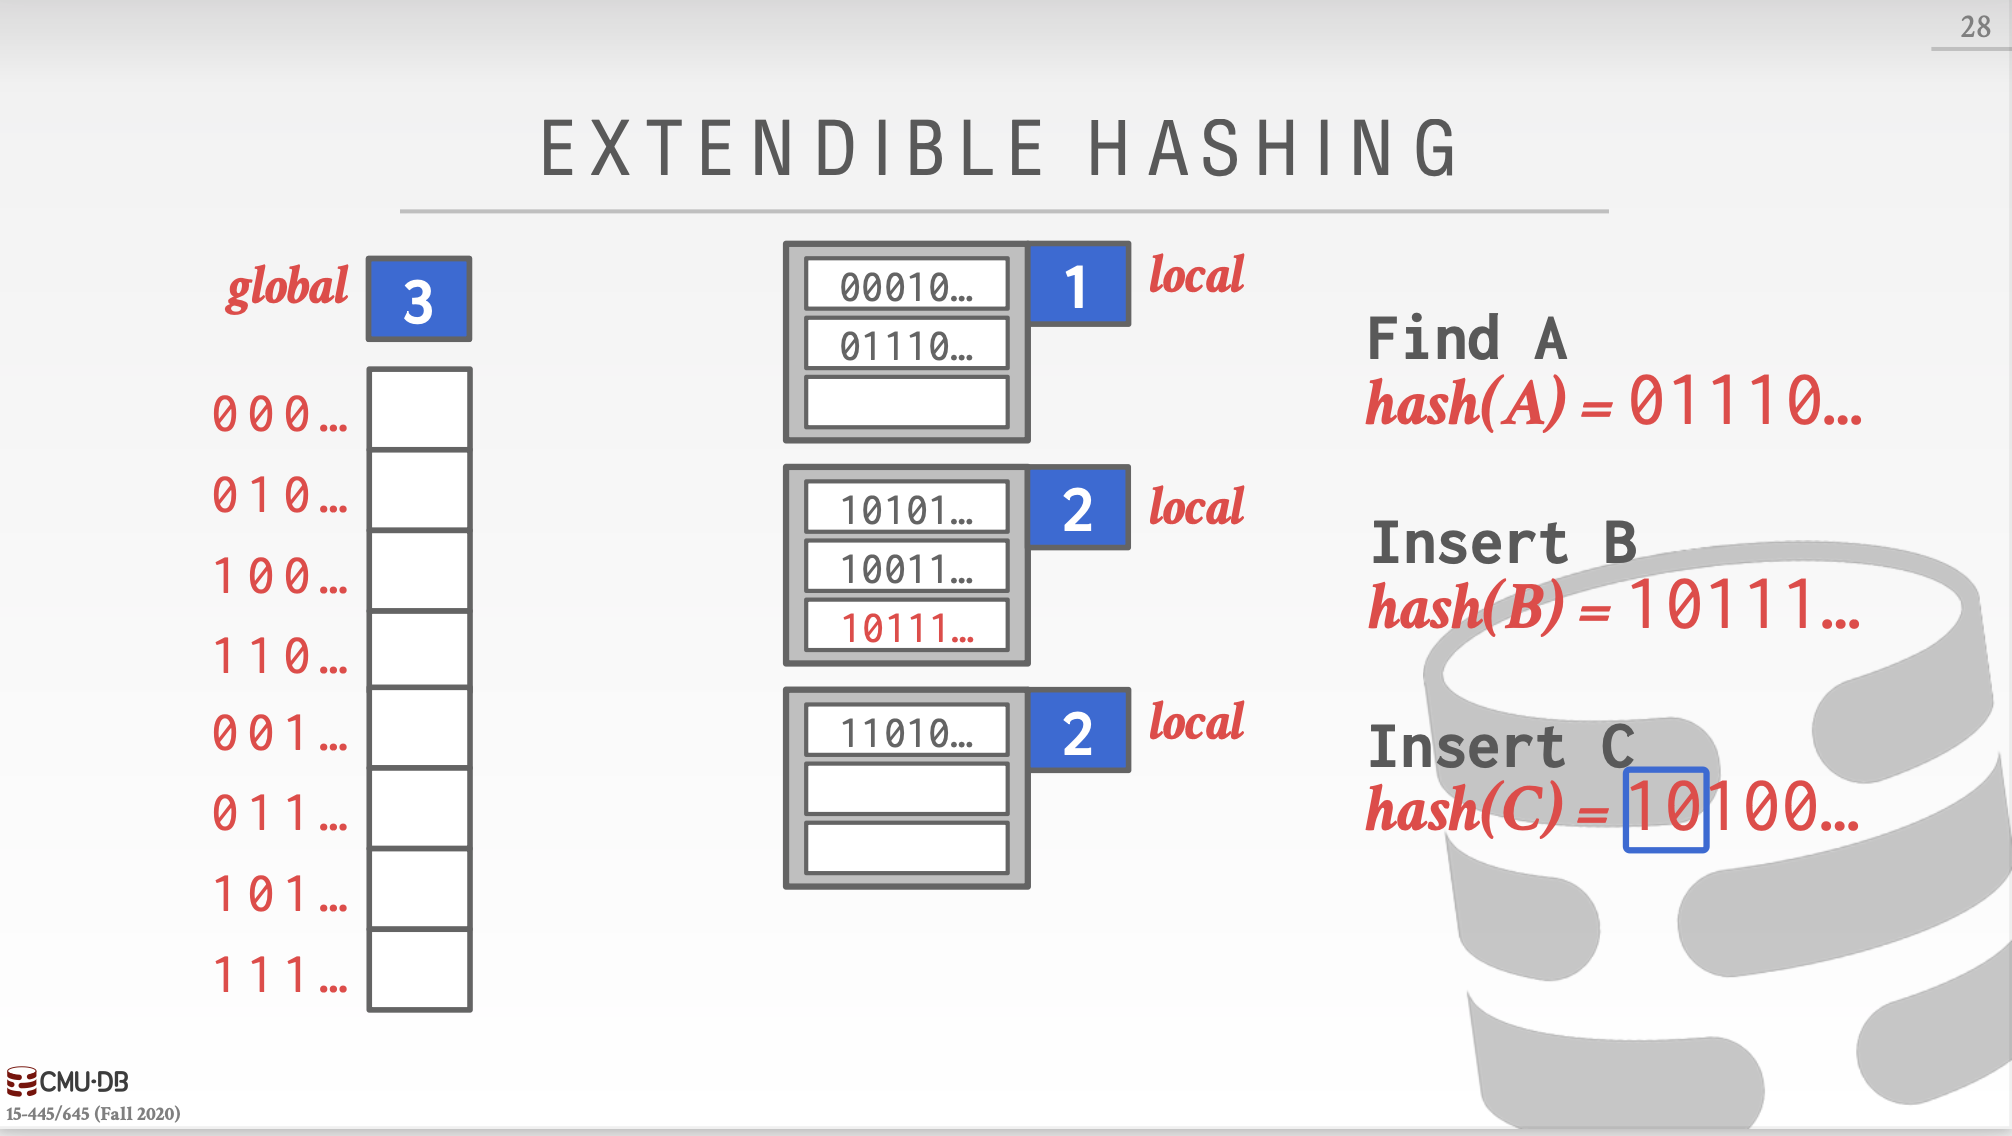 28
EXTENDIBLE HASHING
global 3
000…
010…
100…
110…
001…
011…
101…
111…
1 local
00010…
01110…
2 local
10101…
10011…
10111…
2 local
11010…
Find A
hash(A) = 01110…
Insert B
hash(B) = 10111…
Insert C
hash(C) = 10100…
CMU·DB
15-445/645 (Fall 2020)